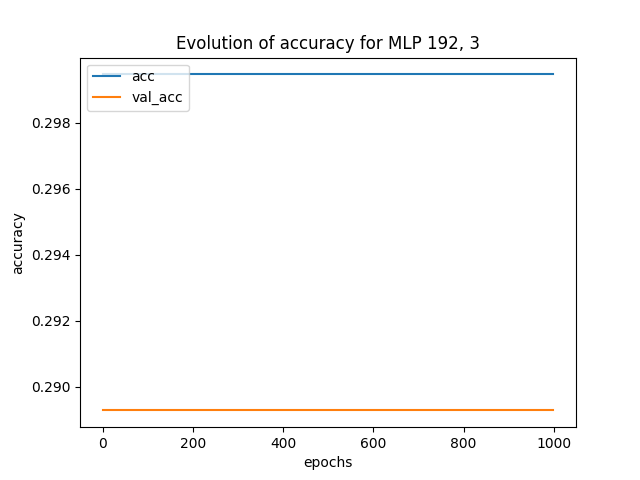 Evolution of accuracy for MLP 192, 3
acc
val_acc
0.298
0.296
0.294
0.292
0.290
accuracy
0 200 400 600 800 1000
epochs